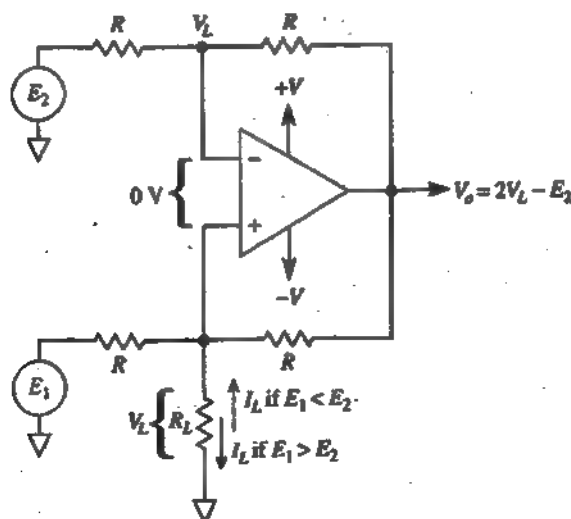 R
V_L
R
E_2
+V
0 V
−
+
V_o = 2V_L − E_2
−V
R
R
E_1
V_L
R_L
I_L if E_1 < E_2
I_L if E_1 > E_2